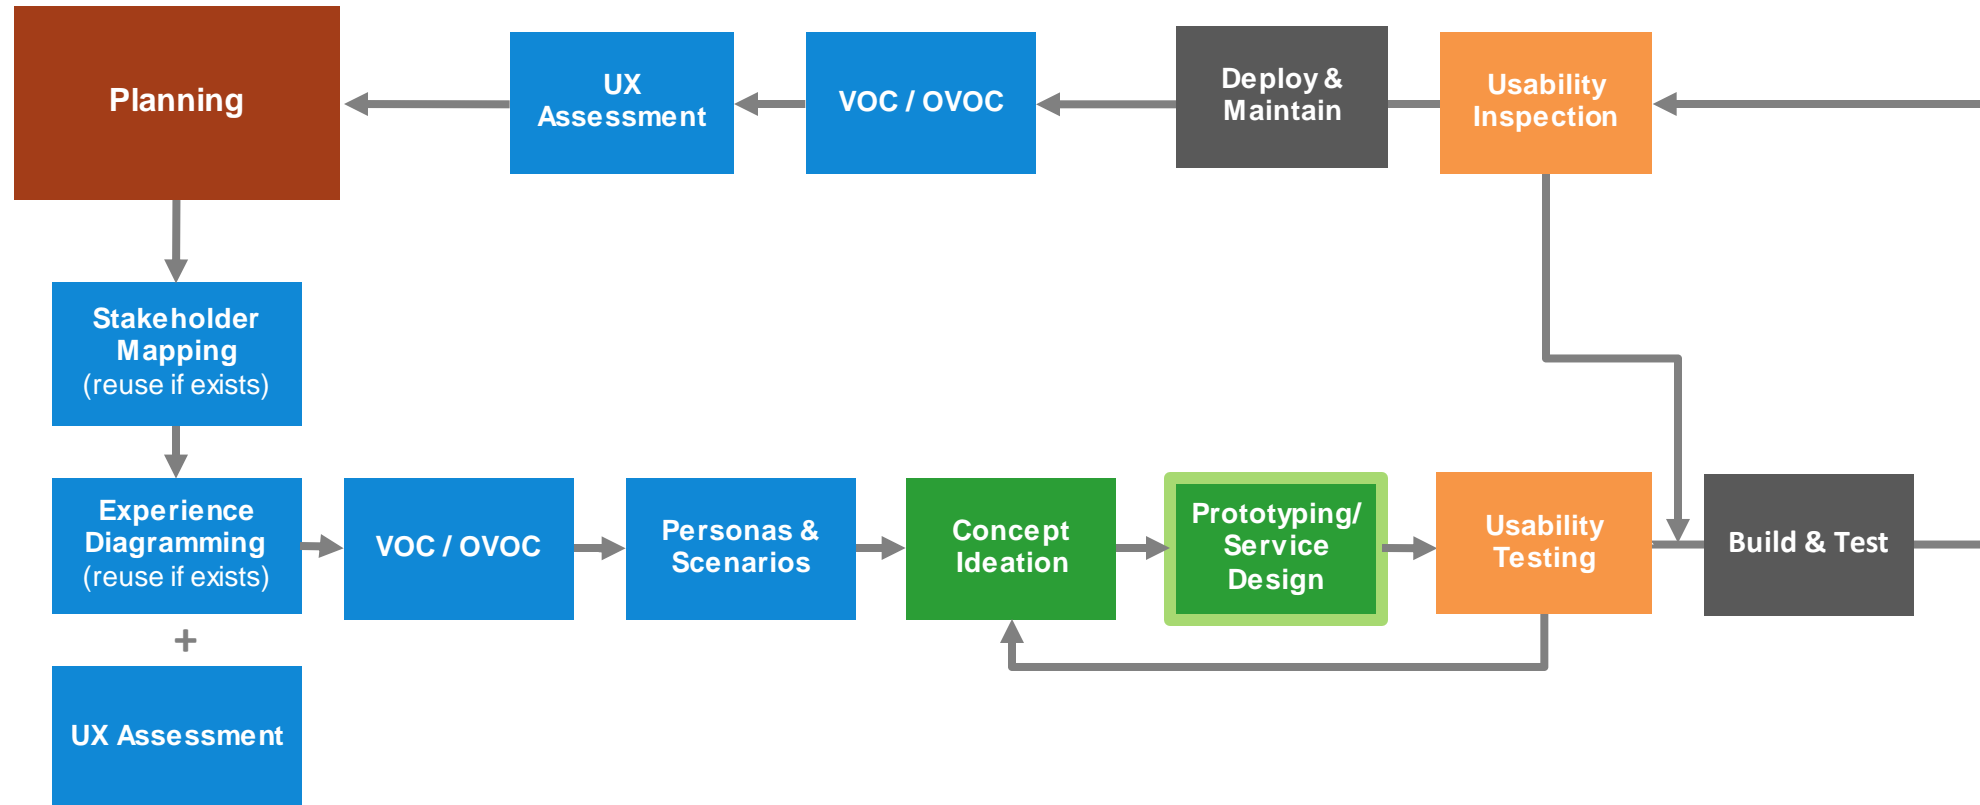 Planning
UX
Assessment
VOC / OVOC
Deploy &
Maintain
Usability
Inspection
Stakeholder
Mapping
(reuse if exists)
Experience
Diagramming
(reuse if exists)
VOC / OVOC
Personas &
Scenarios
Concept
Ideation
Prototyping/
Service
Design
Usability
Testing
Build & Test
+
UX Assessment